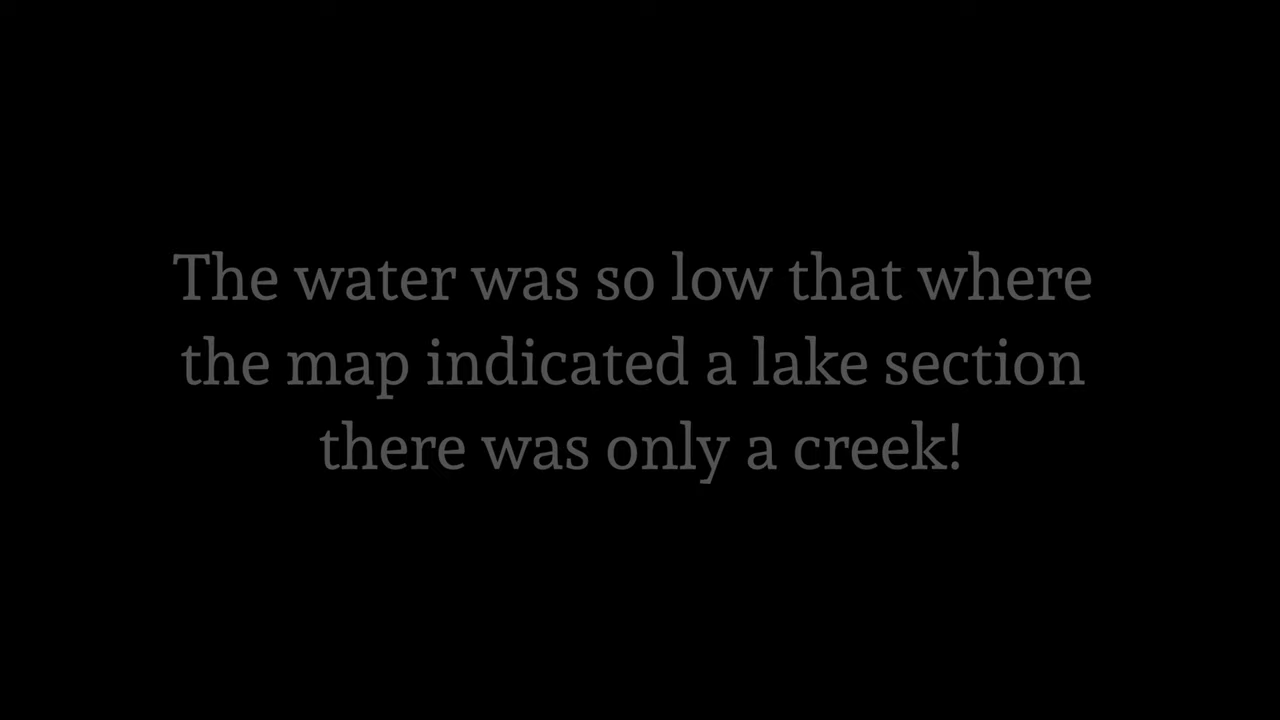 The water was so low that where
the map indicated a lake section
there was only a creek!